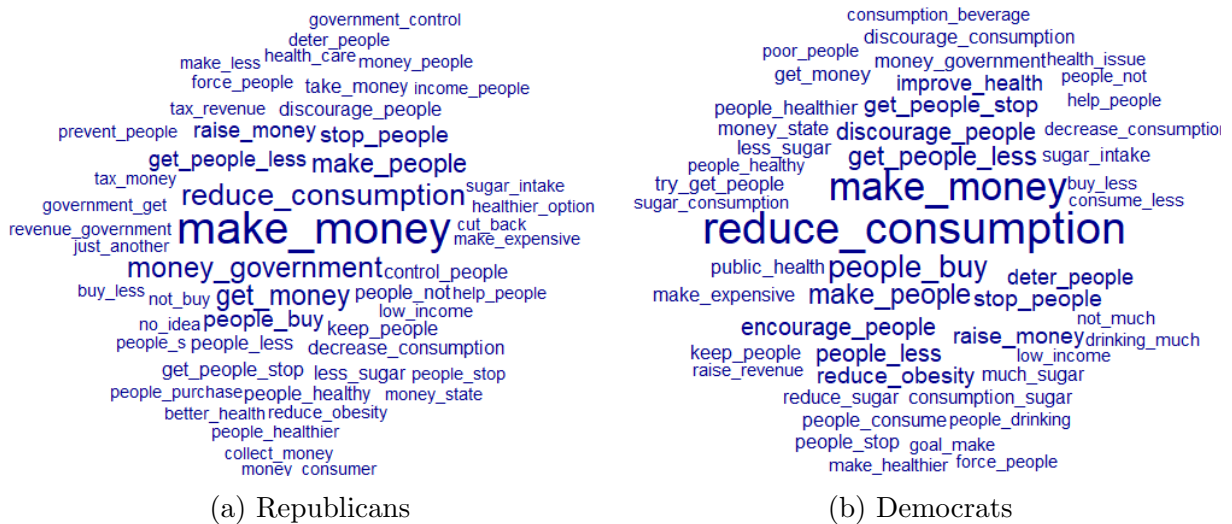 government_control
deter_people
make_less health_care money_people
force_people take_money income_people
tax_revenue discourage_people
prevent_people raise_money stop_people
get_people_less make_people
tax_money
reduce_consumption sugar_intake
government_get healthier_option
revenue_government make_money cut_back
just_another make_expensive
money_government control_people
buy_less not_buy get_money people_not help_people
low_income
no_idea people_buy keep_people
people_s people_less decrease_consumption
get_people_stop less_sugar people_stop
people_purchase people_healthy money_state
better_health reduce_obesity
people_healthier
collect_money
money_consumer
(a) Republicans
consumption_beverage
discourage_consumption
poor_people money_government health_issue
get_money improve_health people_not
people_healthier get_people_stop help_people
money_state discourage_people decrease_consumption
less_sugar get_people_less sugar_intake
people_healthy
try_get_people make_money buy_less
sugar_consumption consume_less
reduce_consumption
public_health people_buy deter_people
make_expensive make_people stop_people
not_much
encourage_people raise_money drinking_much
keep_people people_less low_income
raise_revenue reduce_obesity much_sugar
reduce_sugar consumption_sugar
people_consume people_drinking
people_stop goal_make
make_healthier force_people
(b) Democrats